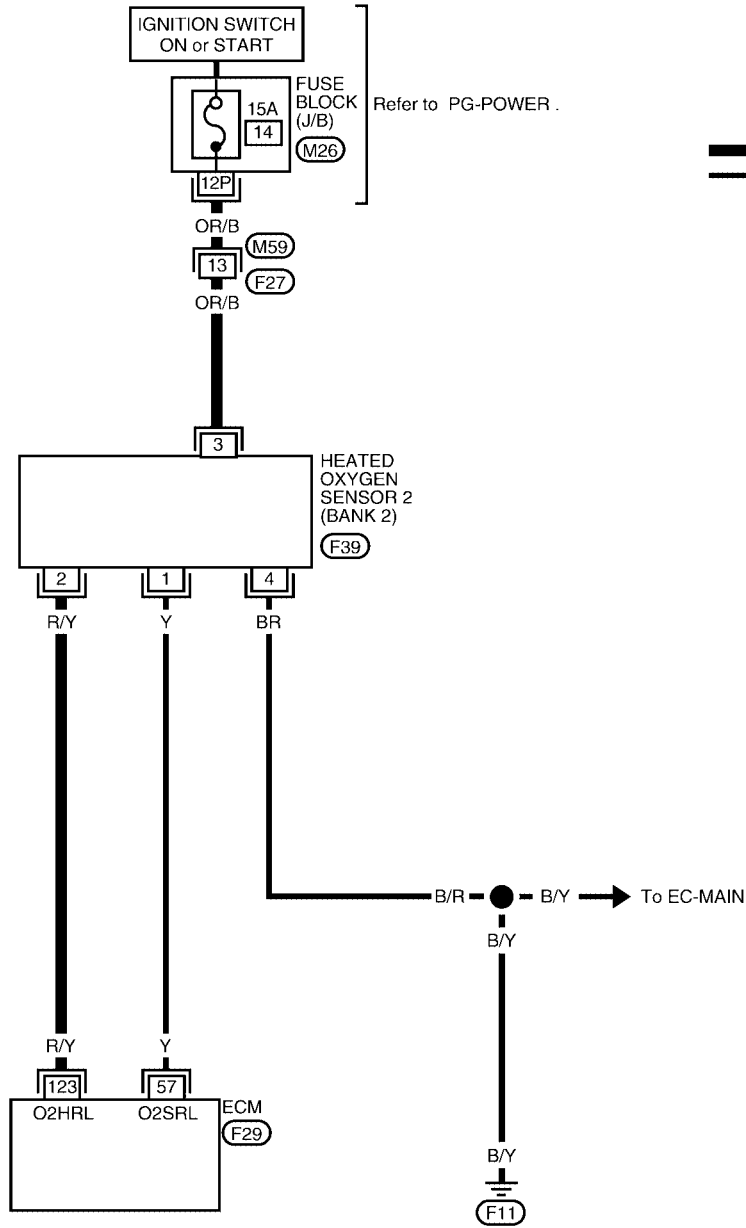 IGNITION SWITCH
ON or START
FUSE
BLOCK
(J/B)
15A
14
M26
Refer to PG-POWER .
12P
OR/B
M59
13
F27
OR/B
3
HEATED
OXYGEN
SENSOR 2
(BANK 2)
F39
2
1
4
R/Y
Y
BR
B/R
B/Y
To EC-MAIN
B/Y
R/Y
Y
123
57
ECM
O2HRL
O2SRL
F29
B/Y
F11